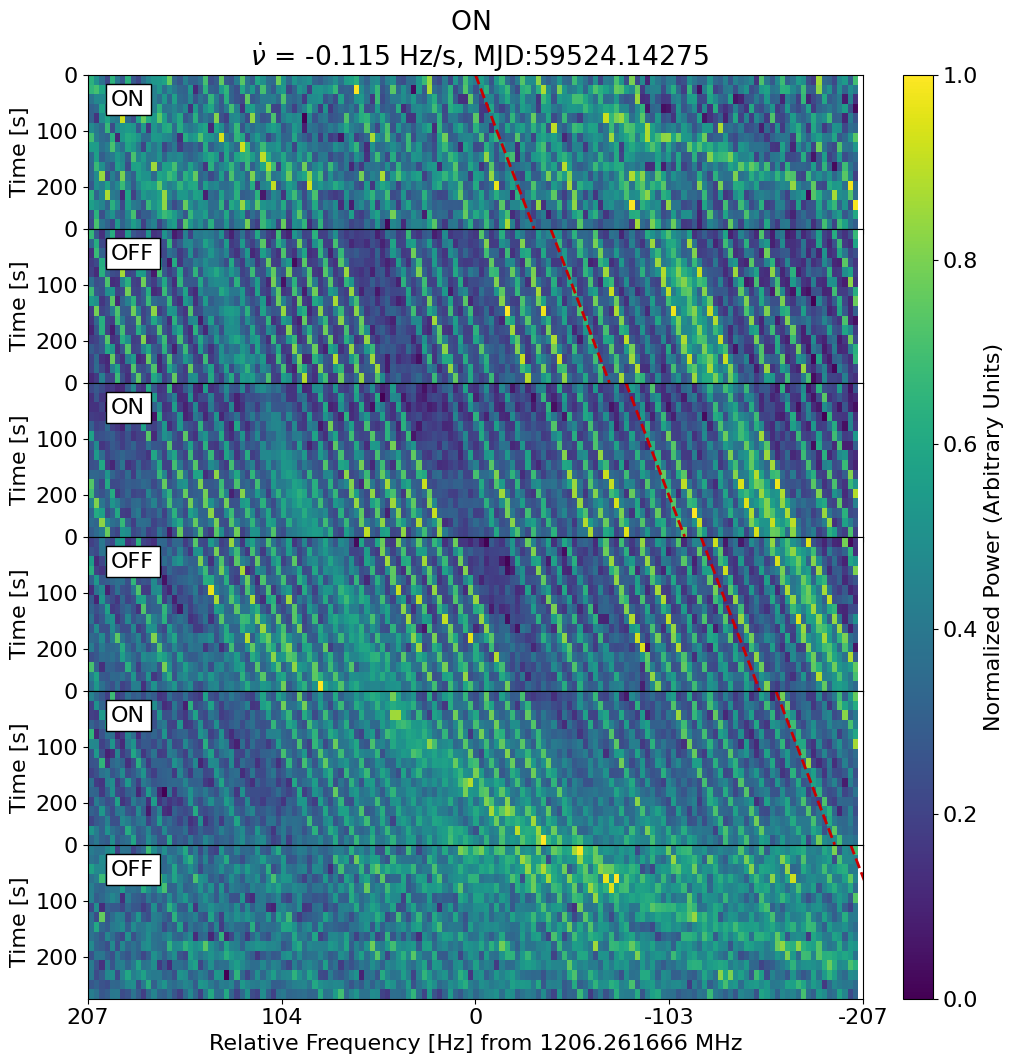 ON
ν̇ = -0.115 Hz/s, MJD:59524.14275
0
100
200
Time [s]
ON
0
100
200
Time [s]
OFF
0
100
200
Time [s]
ON
0
100
200
Time [s]
OFF
0
100
200
Time [s]
ON
0
100
200
Time [s]
OFF
207 104 0 -103 -207
Relative Frequency [Hz] from 1206.261666 MHz
1.0
0.8
0.6
0.4
0.2
0.0
Normalized Power (Arbitrary Units)